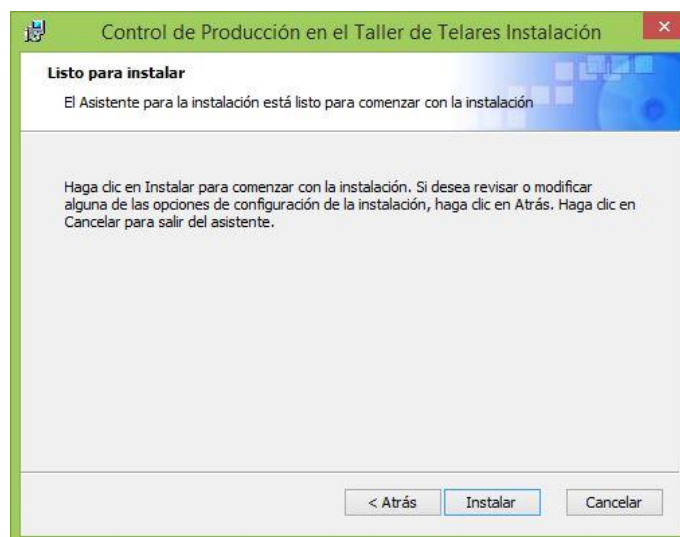 Control de Producción en el Taller de Telares Instalación
Listo para instalar
El Asistente para la instalación está listo para comenzar con la instalación
Haga clic en Instalar para comenzar con la instalación. Si desea revisar o modificar
alguna de las opciones de configuración de la instalación, haga clic en Atrás. Haga clic en
Cancelar para salir del asistente.
< Atrás Instalar Cancelar